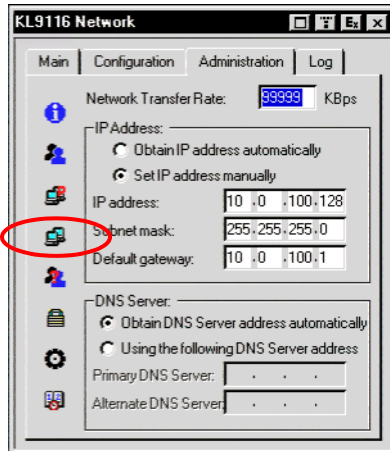 KL9116 Network
Main Configuration Administration Log
Network Transfer Rate: 99999 KBps
IP Address:
Obtain IP address automatically
Set IP address manually
IP address: 10 .0 .100.128
Subnet mask: 255.255.255.0
Default gateway: 10 .0 .100.1
DNS Server:
Obtain DNS Server address automatically
Using the following DNS Server address
Primary DNS Server: . . .
Alternate DNS Server: . . .